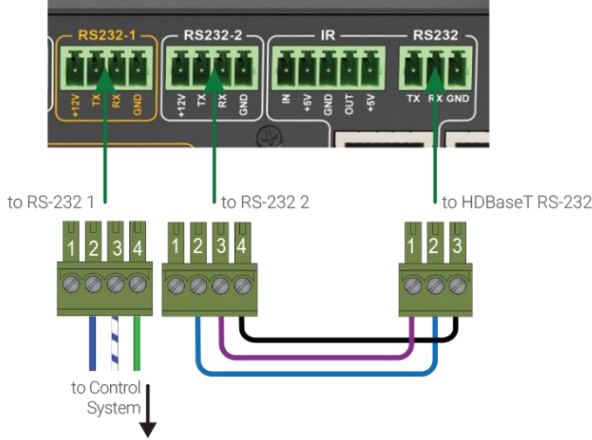 RS232-1 RS232-2 IR RS232
+12V TX RX GND +12V TX RX GND IN +5V GND OUT +5V TX RX GND
to RS-232 1 to RS-232 2 to HDBaseT RS-232
1 2 3 4 1 2 3 4 1 2 3
to Control
System